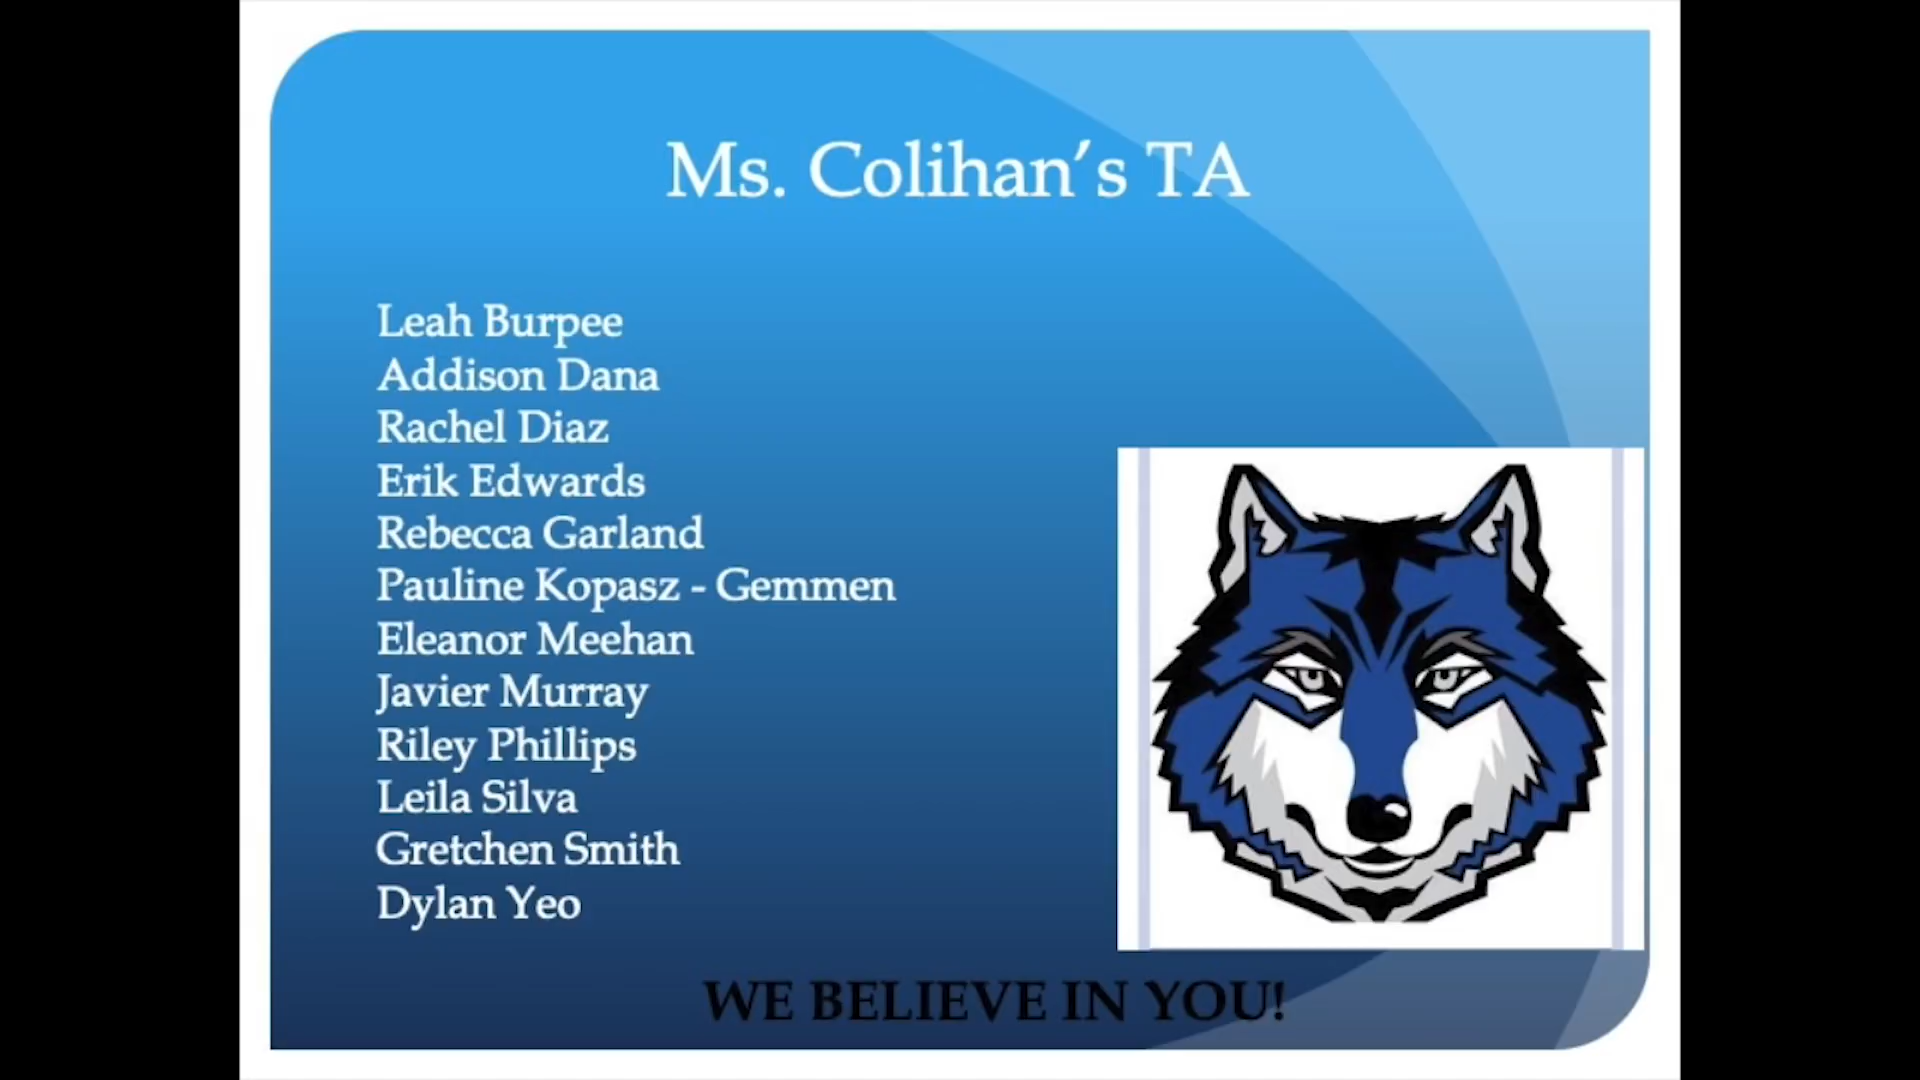 Ms. Colihan’s TA
Leah Burpee
Addison Dana
Rachel Diaz
Erik Edwards
Rebecca Garland
Pauline Kopasz - Gemmen
Eleanor Meehan
Javier Murray
Riley Phillips
Leila Silva
Gretchen Smith
Dylan Yeo
WE BELIEVE IN YOU!